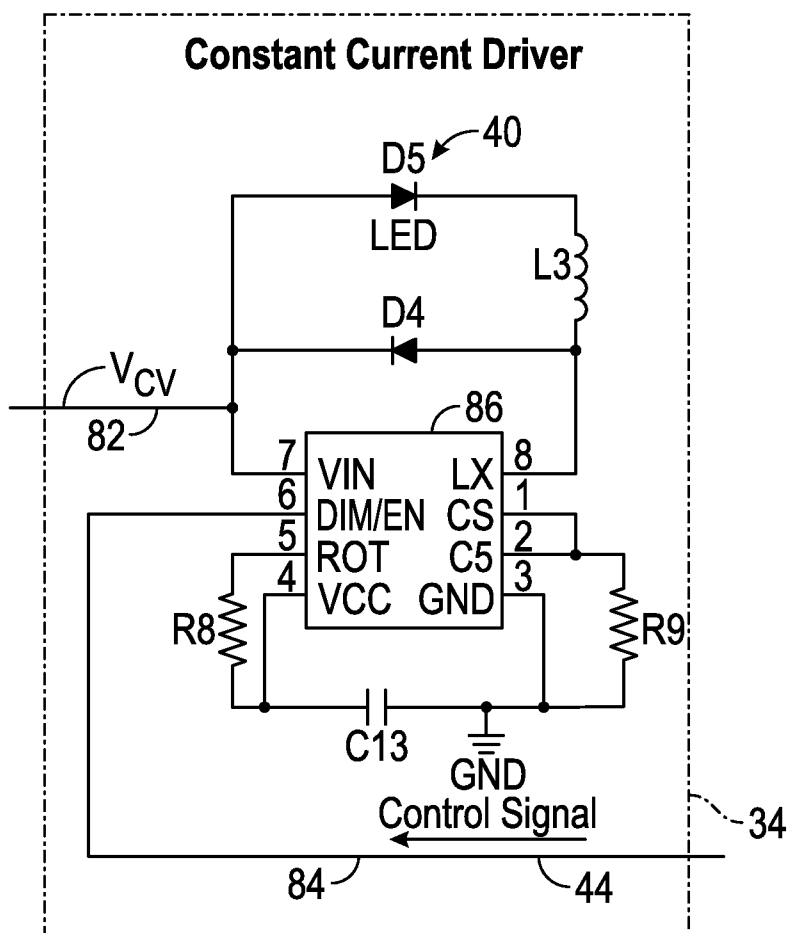 Constant Current Driver
D5
40
LED
L3
D4
VCV
82
86
7 VIN LX 8
6 DIM/EN CS 1
5 ROT C5 2
4 VCC GND 3
R8
R9
C13
GND
Control Signal
34
84
44